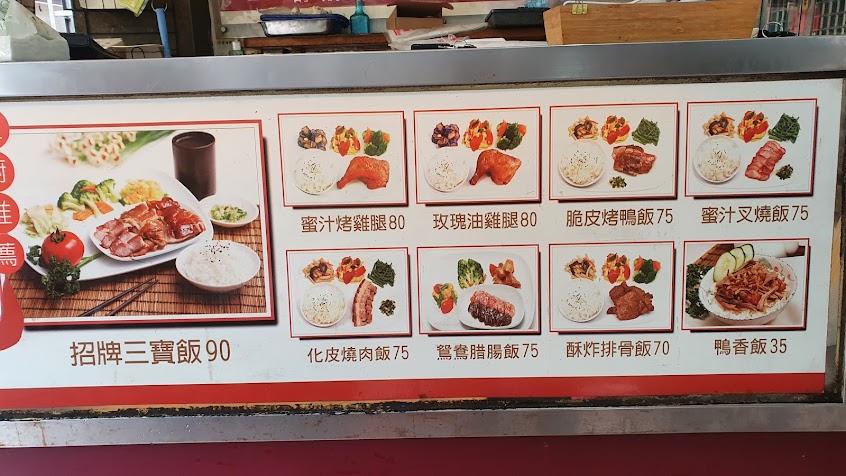 廚
推
薦
招牌三寶飯90
蜜汁烤雞腿80
玫瑰油雞腿80
脆皮烤鴨飯75
蜜汁叉燒飯75
化皮燒肉飯75
鴛鴦腊腸飯75
酥炸排骨飯70
鴨香飯35